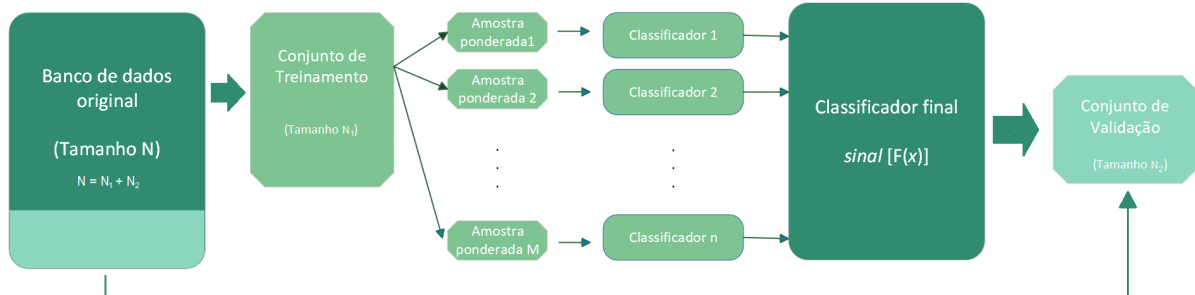 Banco de dados
original
(Tamanho N)
N = N₁ + N₂
Conjunto de
Treinamento
(Tamanho N₁)
Amostra
ponderada1
Amostra
ponderada 2
.
.
.
Amostra
ponderada M
Classificador 1
Classificador 2
.
.
.
Classificador n
Classificador final
sinal [F(x)]
Conjunto de
Validação
(Tamanho N₂)